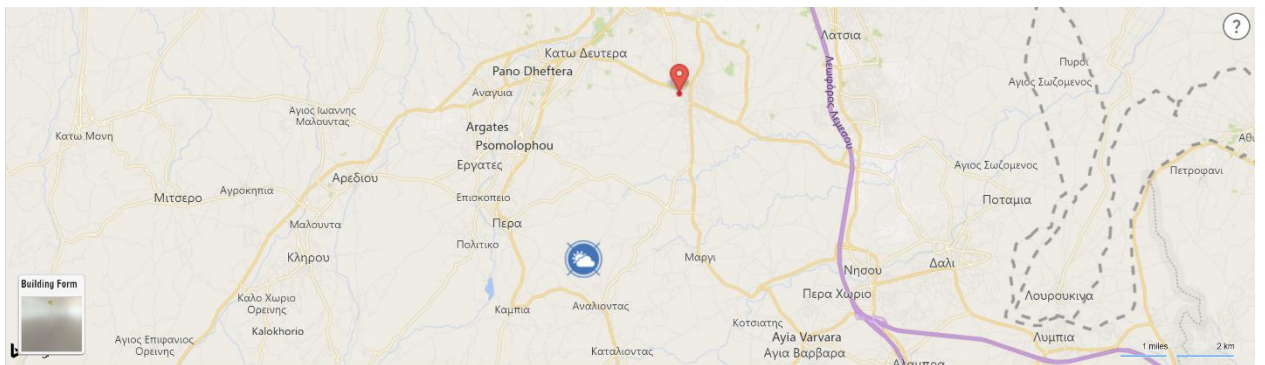 ?
Λατσια
Κατω Δευτερα
Πυροϊ
Pano Dheftera
Αγιος Σωζομενος
Αναγυια
Αγιος Ιωαννης
Μαλουντας
Λεωφόρος Λεμεσου
Argates
Κατω Μονη
Psomolophou
Εργατες
Αγιος Σωζομενος
Πετροφανι
Αρεδιου
Αγροκηπια
Μιτσερο
Επισκοπειο
Ποταμια
Μαλουντα
Περα
Πολιτικο
Κληρου
Μαργι
Νησου
Δαλι
Building Form
Καλο Χωριο
Ορεινης
Περα Χωριο
Λουρουκινα
Καμπια
Αναλιοντας
Kalokhorio
Κοτσιατης
Αγιος Επιφανιος
Ορεινης
Ayia Varvara
Λυμπια
Καταλιοντας
Αγια Βαρβαρα
1 miles
2 km
Αλαμπρα